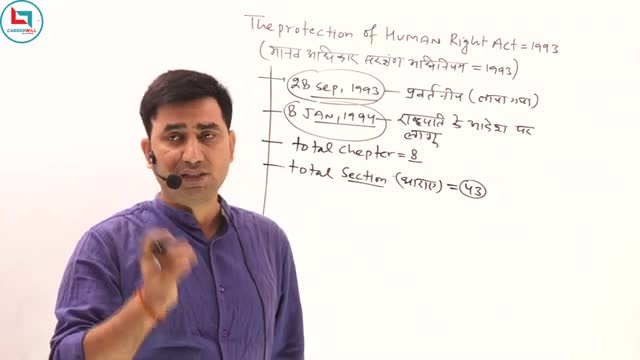 CAREERWILL
The protection of HUMAN Right Act = 1993
(मानव अधिकार संरक्षण अधिनियम = 1993)
28 Sep, 1993 — प्रवर्तनीय (लाया गया)
8 JAN, 1994 — राष्ट्रपति के आदेश पर
लागू
total Chepter = 8
total Section (धाराए) = 43